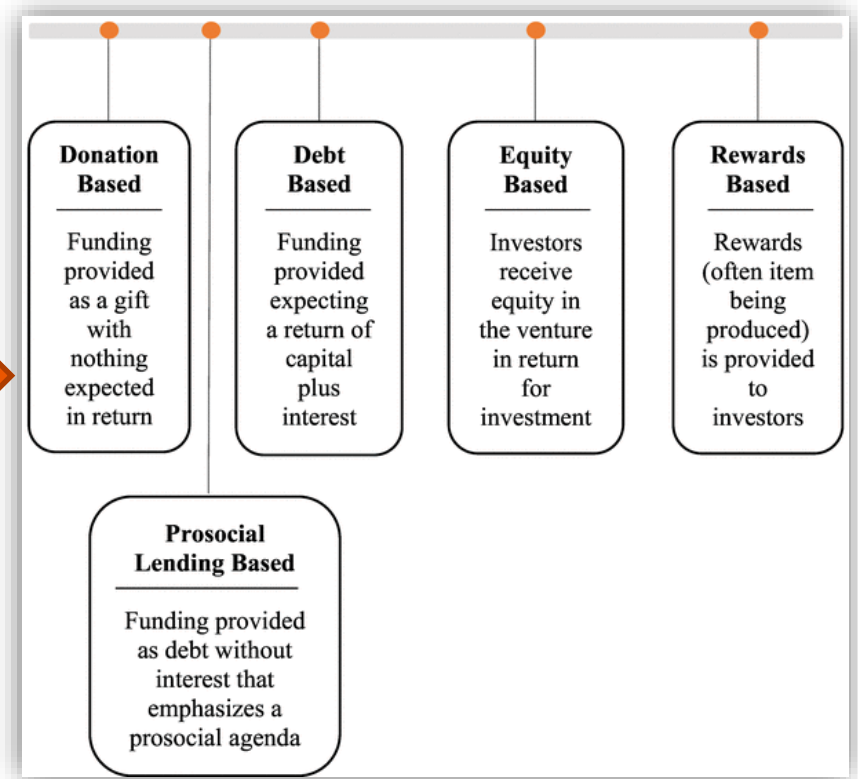 Donation
Based
Funding
provided
as a gift
with
nothing
expected
in return
Debt
Based
Funding
provided
expecting
a return of
capital
plus
interest
Equity
Based
Investors
receive
equity in
the venture
in return
for
investment
Rewards
Based
Rewards
(often item
being
produced)
is provided
to
investors
Prosocial
Lending Based
Funding provided
as debt without
interest that
emphasizes a
prosocial agenda